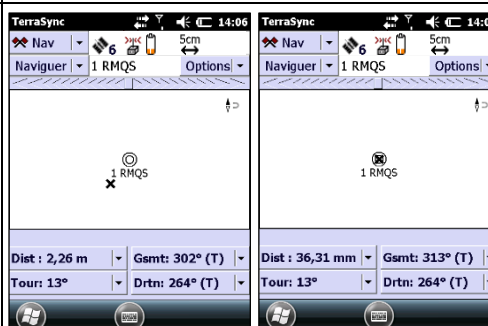 TerraSync 14:06
Nav 6 5cm
Naviguer 1 RMQS Options
1 RMQS
Dist : 2,26 m Gsmt: 302° (T)
Tour: 13° Drtn: 264° (T)
TerraSync
Nav 6 5cm
Naviguer 1 RMQS Options
1 RMQS
Dist : 36,31 mm Gsmt: 313° (T)
Tour: 13° Drtn: 264° (T)